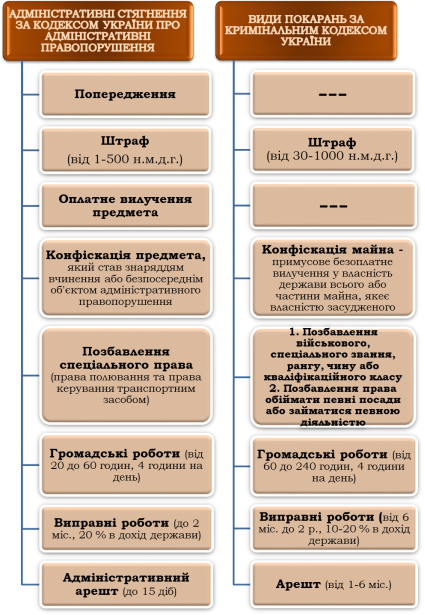 АДМІНІСТРАТИВНІ СТЯГНЕННЯ
ЗА КОДЕКСОМ УКРАЇНИ ПРО
АДМІНІСТРАТИВНІ
ПРАВОПОРУШЕННЯ
Попередження
Штраф
(від 1-500 н.м.д.г.)
Оплатне вилучення
предмета
Конфіскація предмета,
який став знаряддям
вчинення або безпосереднім
об'єктом адміністративного
правопорушення
Позбавлення
спеціального права
(права полювання та права
керування транспортним
засобом)
Громадські роботи (від
20 до 60 годин, 4 години на
день)
Виправні роботи (до 2
міс., 20 % в дохід держави)
Адміністративний
арешт (до 15 діб)
ВИДИ ПОКАРАНЬ ЗА
КРИМІНАЛЬНИМ КОДЕКСОМ
УКРАЇНИ
---
Штраф
(від 30-1000 н.м.д.г.)
---
Конфіскація майна -
примусове безоплатне
вилучення у власність
держави всього або
частини майна, якеє
власністю засудженого
1. Позбавлення
військового,
спеціального звання,
рангу, чину або
кваліфікаційного класу
2. Позбавлення права
обіймати певні посади
або займатися певною
діяльністю
Громадські роботи (від
60 до 240 годин, 4 години
на день)
Виправні роботи (від 6
міс. до 2 р., 10-20 % в дохід
держави)
Арешт (від 1-6 міс.)